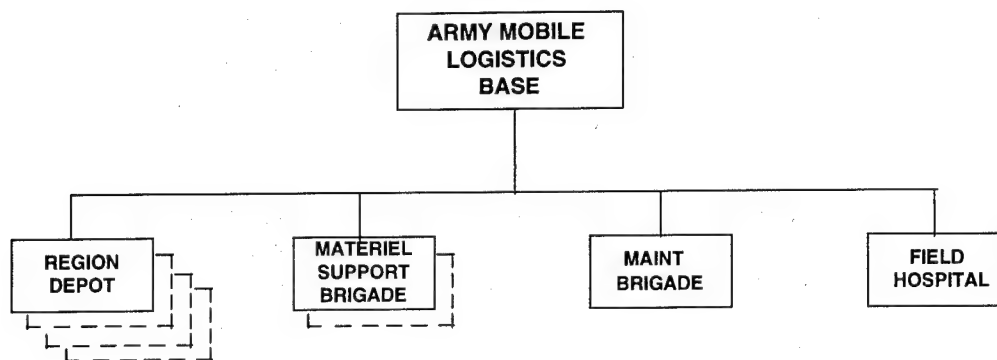 ARMY MOBILE
LOGISTICS
BASE
REGION
DEPOT
MATERIEL
SUPPORT
BRIGADE
MAINT
BRIGADE
FIELD
HOSPITAL